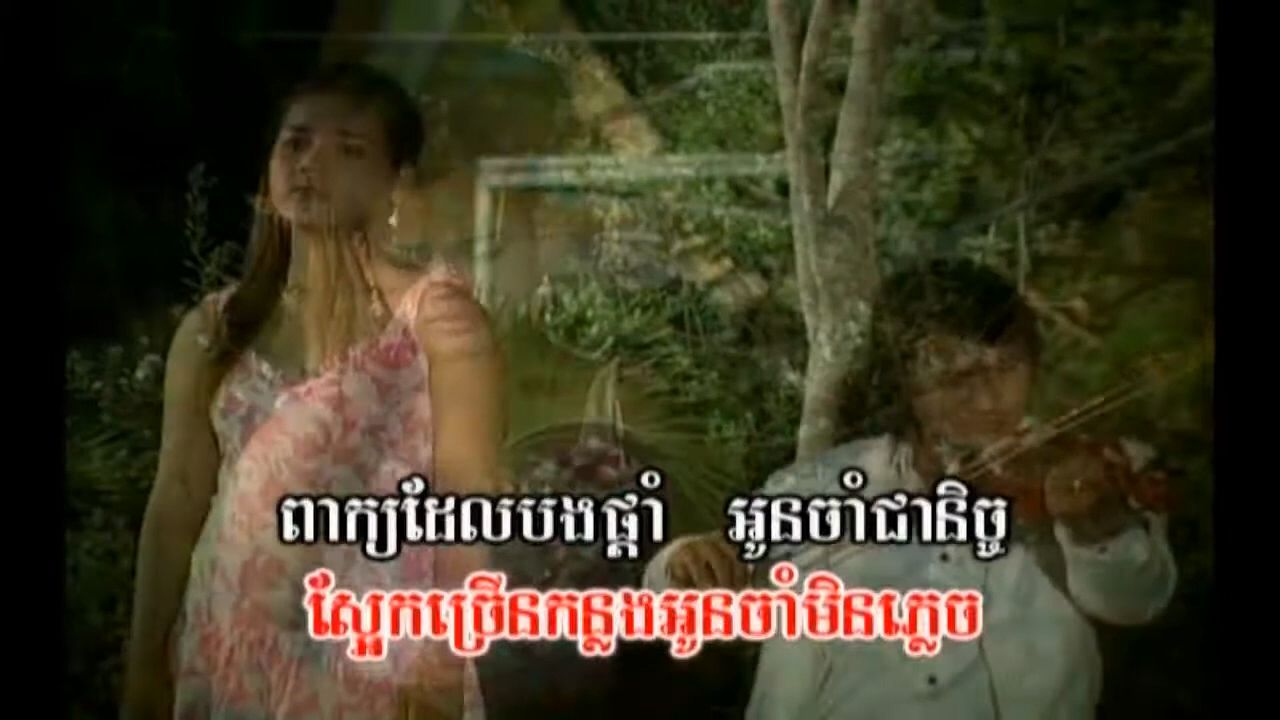 ពាក្យដែលបងផ្ដាំ អូនចាំជានិច្ច
ស្អែកច្រើនកន្លងអូនចាំមិនភ្លេច